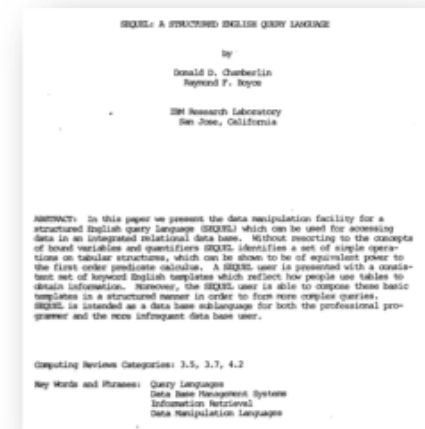 SEQUEL: A STRUCTURED ENGLISH QUERY LANGUAGE
by
Donald D. Chamberlin
Raymond F. Boyce
IBM Research Laboratory
San Jose, California
ABSTRACT: In this paper we present the data manipulation facility for a
structured English query language (SEQUEL) which can be used for accessing
data in an integrated relational data base. Without resorting to the concepts
of bound variables and quantifiers SEQUEL identifies a set of simple opera-
tions on tabular structures, which can be shown to be of equivalent power to
the first order predicate calculus. A SEQUEL user is presented with a consis-
tent set of keyword English templates which reflect how people use tables to
obtain information. Moreover, the SEQUEL user is able to compose these basic
templates in a structured manner in order to form more complex queries.
SEQUEL is intended as a data base sublanguage for both the professional pro-
grammer and the more infrequent data base user.
Computing Reviews Categories: 3.5, 3.7, 4.2
Key Words and Phrases: Query Languages
Data Base Management Systems
Information Retrieval
Data Manipulation Languages